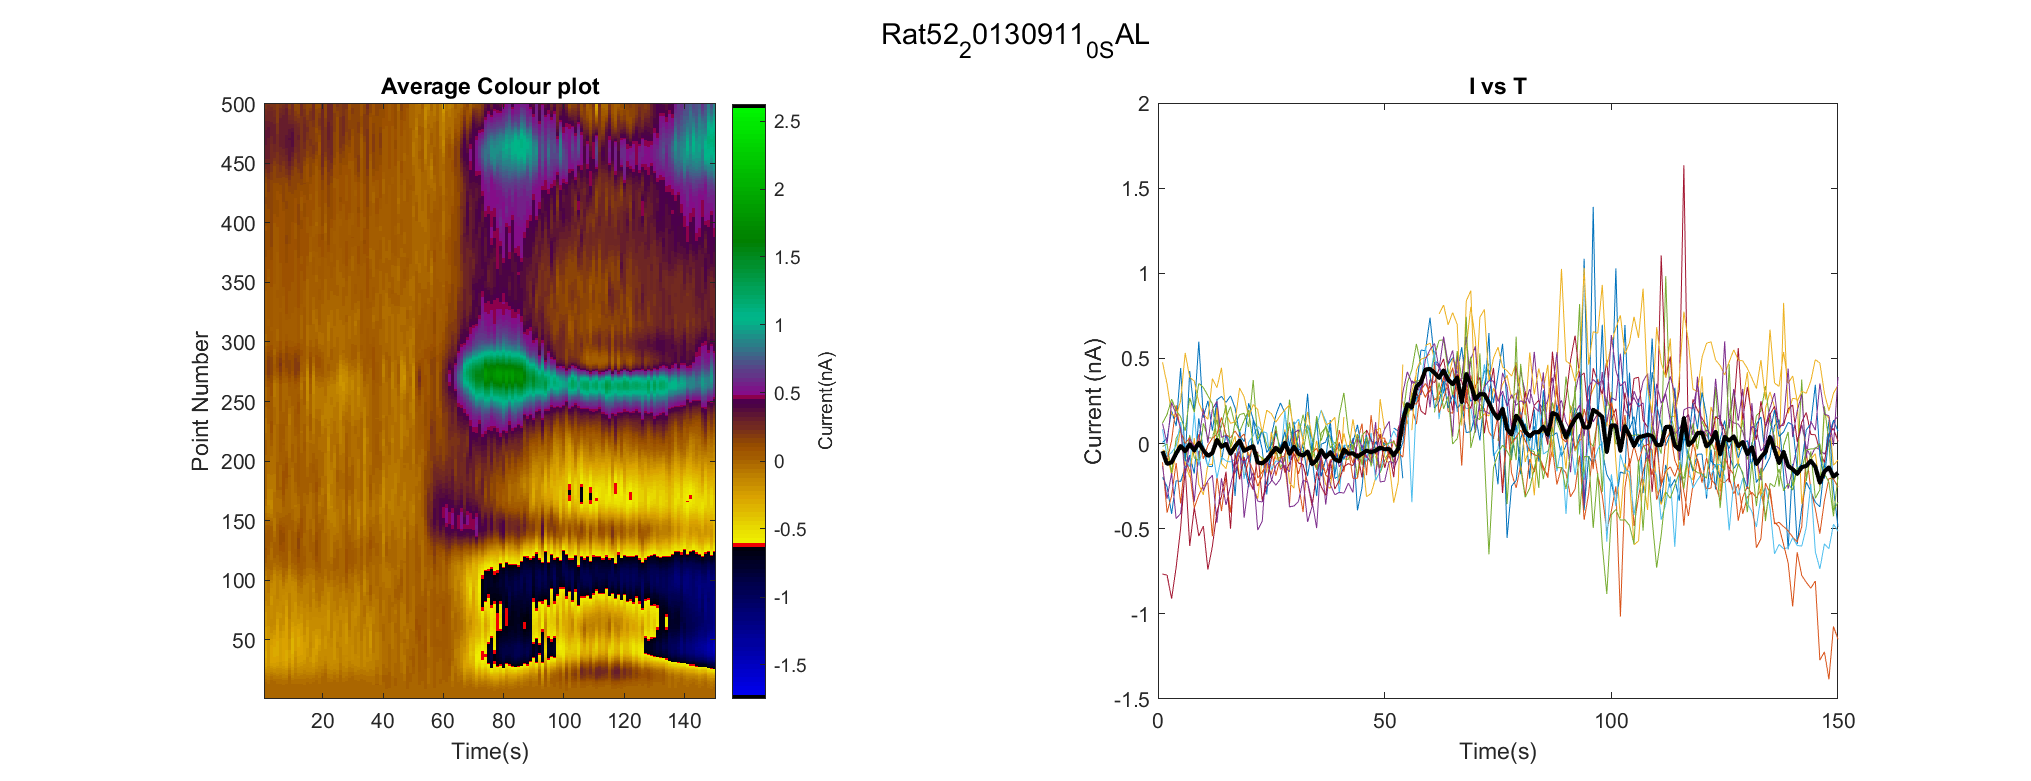 Rat52₂0130911₀SAL
Average Colour plot
Point Number
500
450
400
350
300
250
200
150
100
50
20 40 60 80 100 120 140
Time(s)
2.5
2
1.5
1
0.5
0
-0.5
-1
-1.5
Current(nA)
I vs T
Current (nA)
2
1.5
1
0.5
0
-0.5
-1
-1.5
0 50 100 150
Time(s)